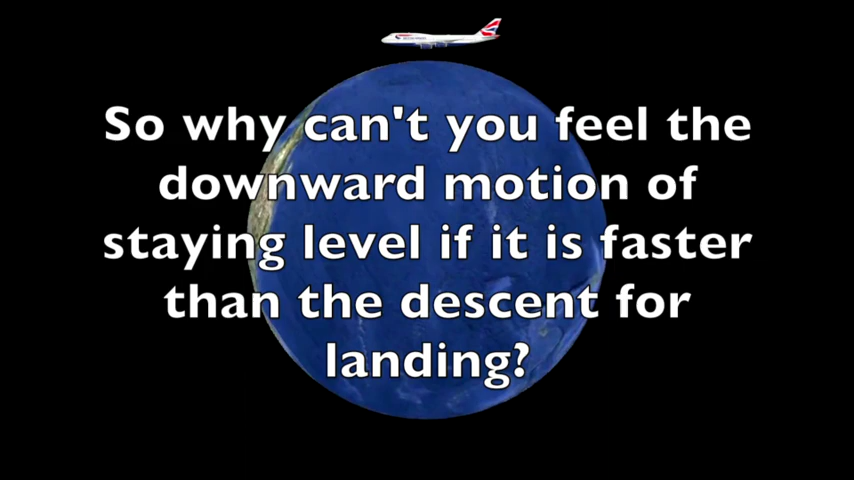 So why can't you feel the
downward motion of
staying level if it is faster
than the descent for
landing?